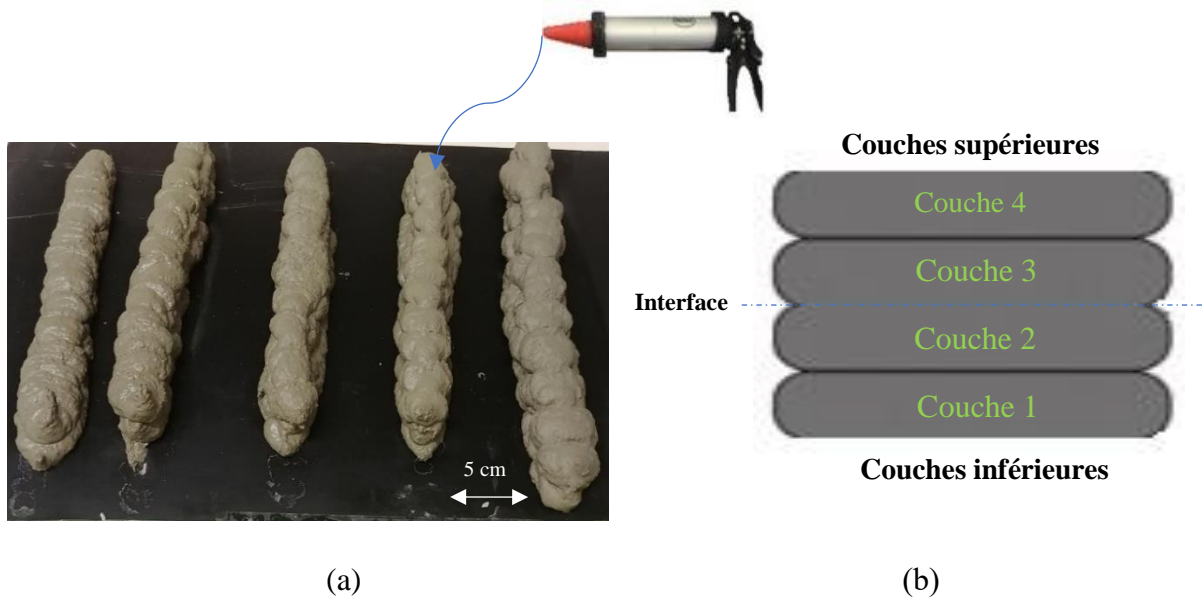 Couches supérieures
Couche 4
Couche 3
Interface
Couche 2
Couche 1
Couches inférieures
5 cm
(a)
(b)